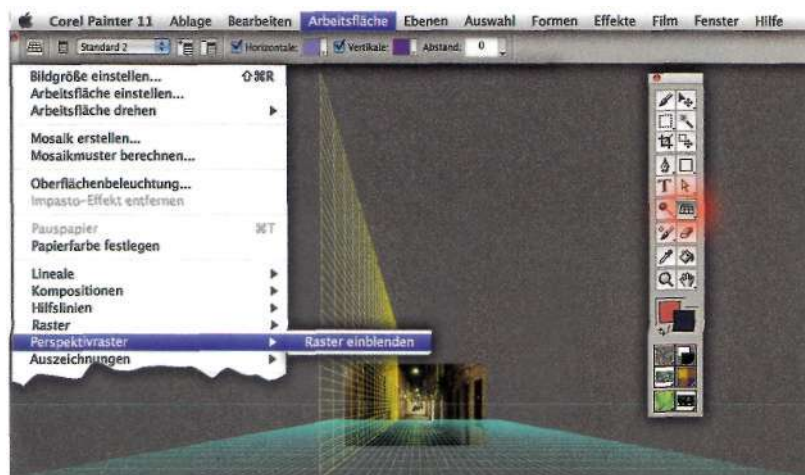 Corel Painter 11 Ablage Bearbeiten Arbeitsfläche Ebenen Auswahl Formen Effekte Film Fenster Hilfe
Standard 2 Horizontale: Vertikale: Abstand: 0
Bildgröße einstellen... ⇧⌘R
Arbeitsfläche einstellen...
Arbeitsfläche drehen
Mosaik erstellen...
Mosaikmuster berechnen...
Oberflächenbeleuchtung...
Impasto-Effekt entfernen
Pauspapier ⌘T
Papierfarbe festlegen
Lineale
Kompositionen
Hilfslinien
Raster
Perspektivraster Raster einblenden
Auszeichnungen
T